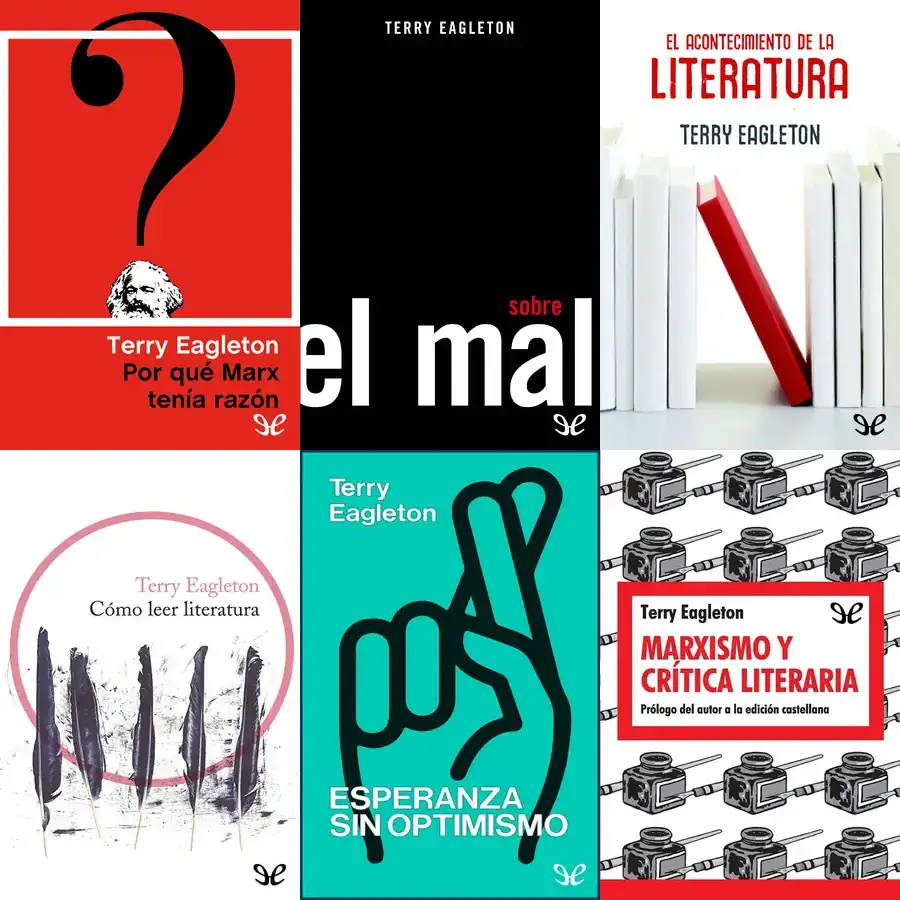 Terry Eagleton
Por qué Marx
tenía razón
TERRY EAGLETON
sobre
el mal
EL ACONTECIMIENTO DE LA
LITERATURA
TERRY EAGLETON
Terry Eagleton
Cómo leer literatura
Terry
Eagleton
ESPERANZA
SIN OPTIMISMO
Terry Eagleton
MARXISMO Y
CRÍTICA LITERARIA
Prólogo del autor a la edición castellana